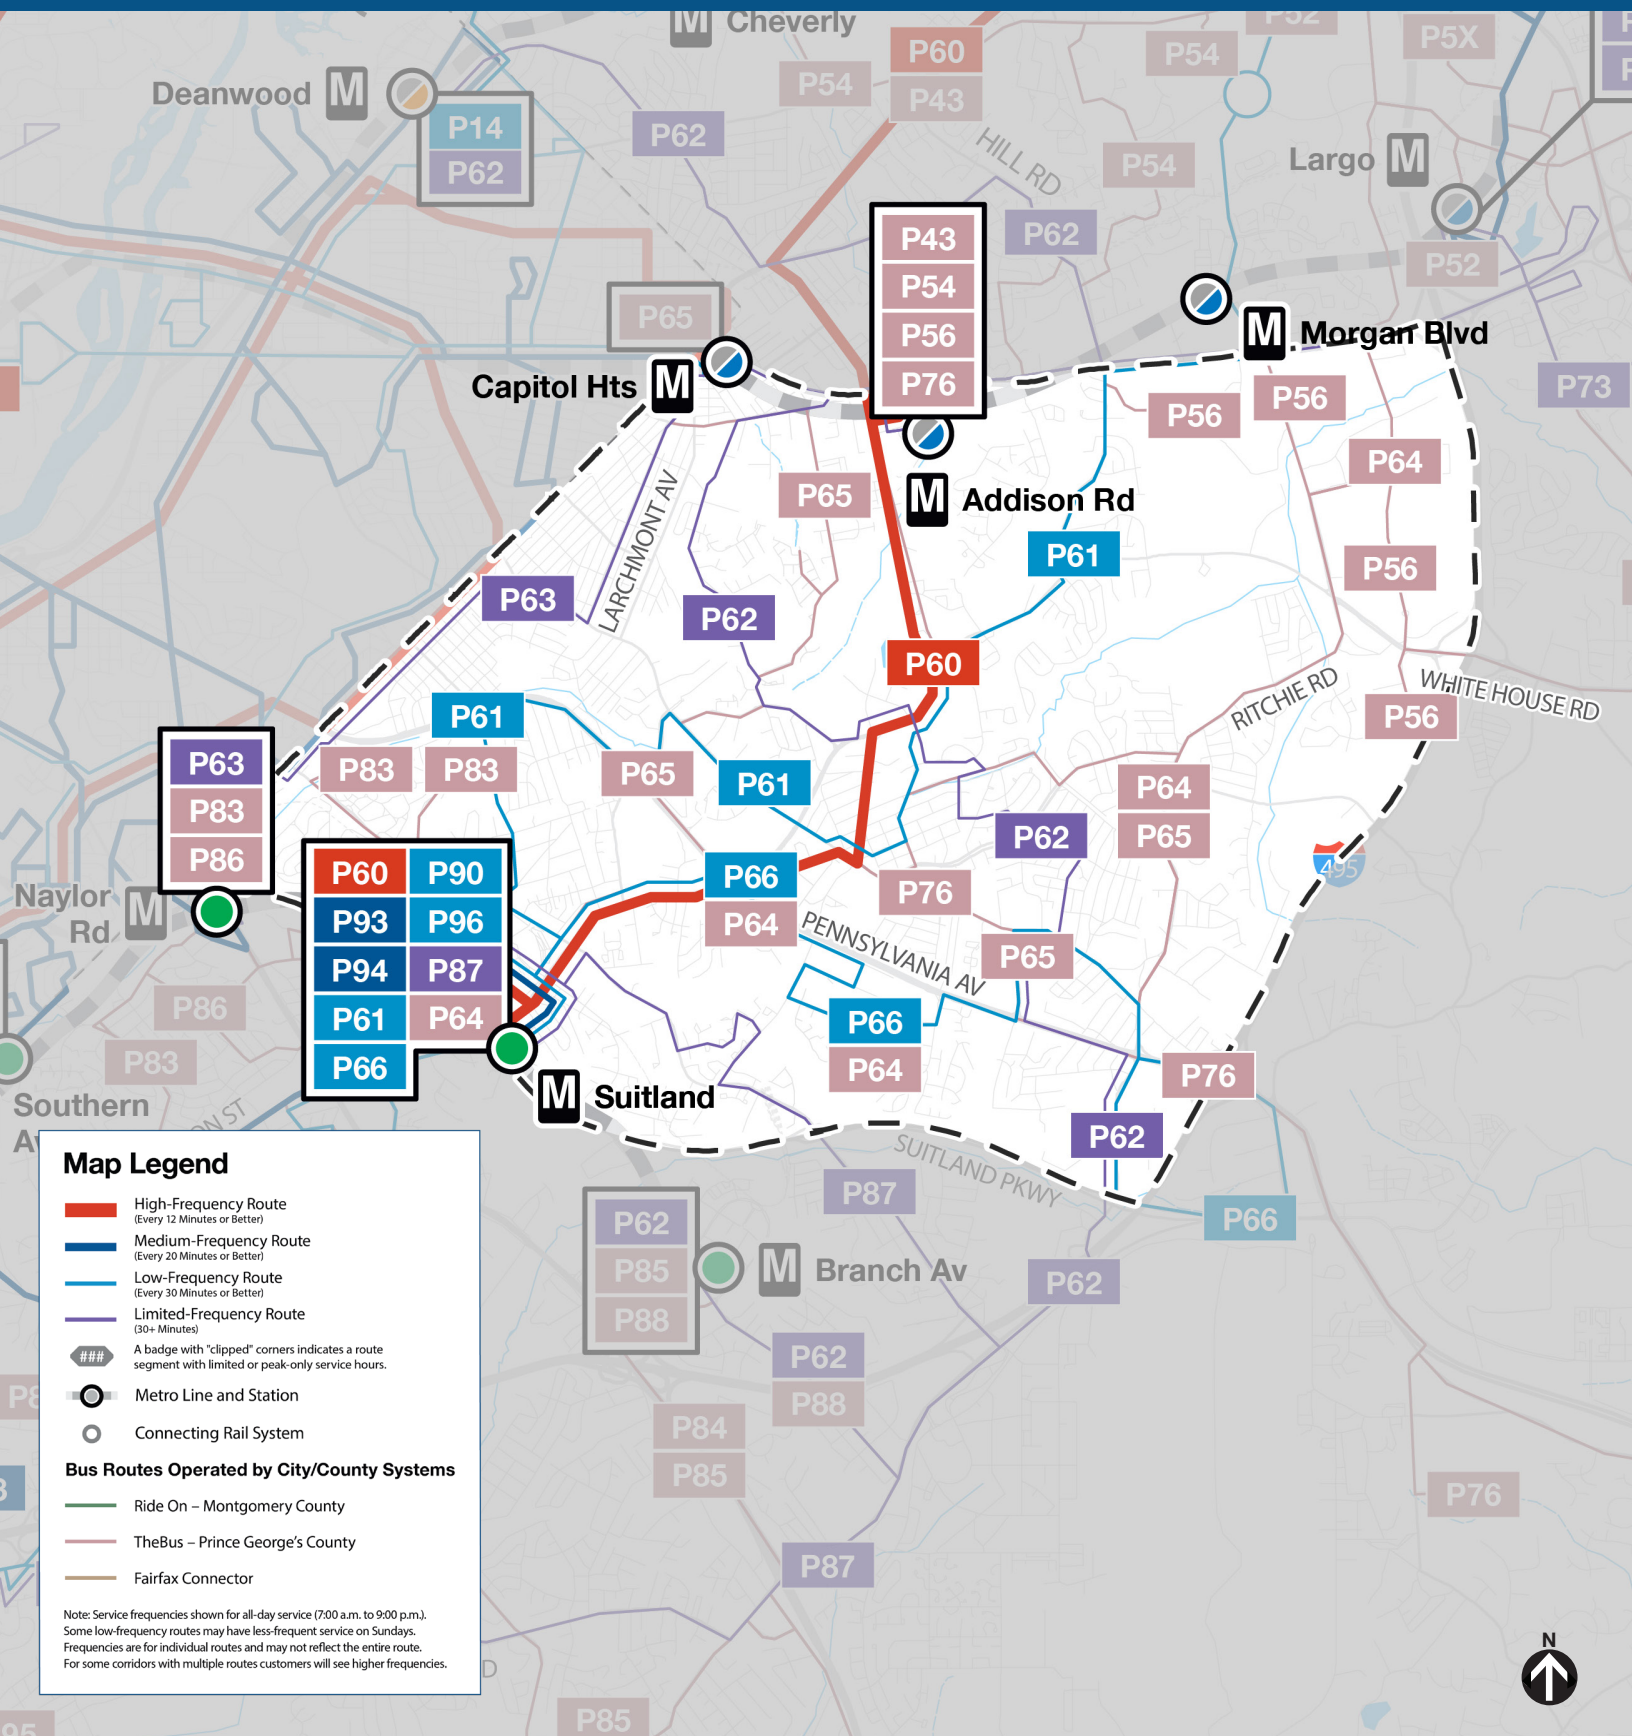 M Cheverly
P60
P52
P5X
P54
P54
P43
Deanwood M
P14
P62
P62
HILL RD
P54
Largo M
P43
P54
P56
P76
P62
P52
P65
M Morgan Blvd
Capitol Hts M
P73
P56
P56
P64
P65
M Addison Rd
LARCHMONT AV
P61
P56
P63
P62
P60
RITCHIE RD
WHITE HOUSE RD
P56
P61
P63
P83
P86
P83
P83
P65
P61
P64
P65
P62
495
Naylor
Rd
M
P60 P90
P93 P96
P94 P87
P61 P64
P66
P66
P64
P76
PENNSYLVANIA AV
P65
P86
P83
P66
P64
P76
Southern
M Suitland
P62
SUITLAND PKWY
P87
P66
P62
P85
P88
M Branch Av
P62
P62
P88
P84
P85
P76
P87
P85
Map Legend
High-Frequency Route
(Every 12 Minutes or Better)
Medium-Frequency Route
(Every 20 Minutes or Better)
Low-Frequency Route
(Every 30 Minutes or Better)
Limited-Frequency Route
(30+ Minutes)
### A badge with "clipped" corners indicates a route
segment with limited or peak-only service hours.
Metro Line and Station
Connecting Rail System
Bus Routes Operated by City/County Systems
Ride On – Montgomery County
TheBus – Prince George's County
Fairfax Connector
Note: Service frequencies shown for all-day service (7:00 a.m. to 9:00 p.m.).
Some low-frequency routes may have less-frequent service on Sundays.
Frequencies are for individual routes and may not reflect the entire route.
For some corridors with multiple routes customers will see higher frequencies.
N